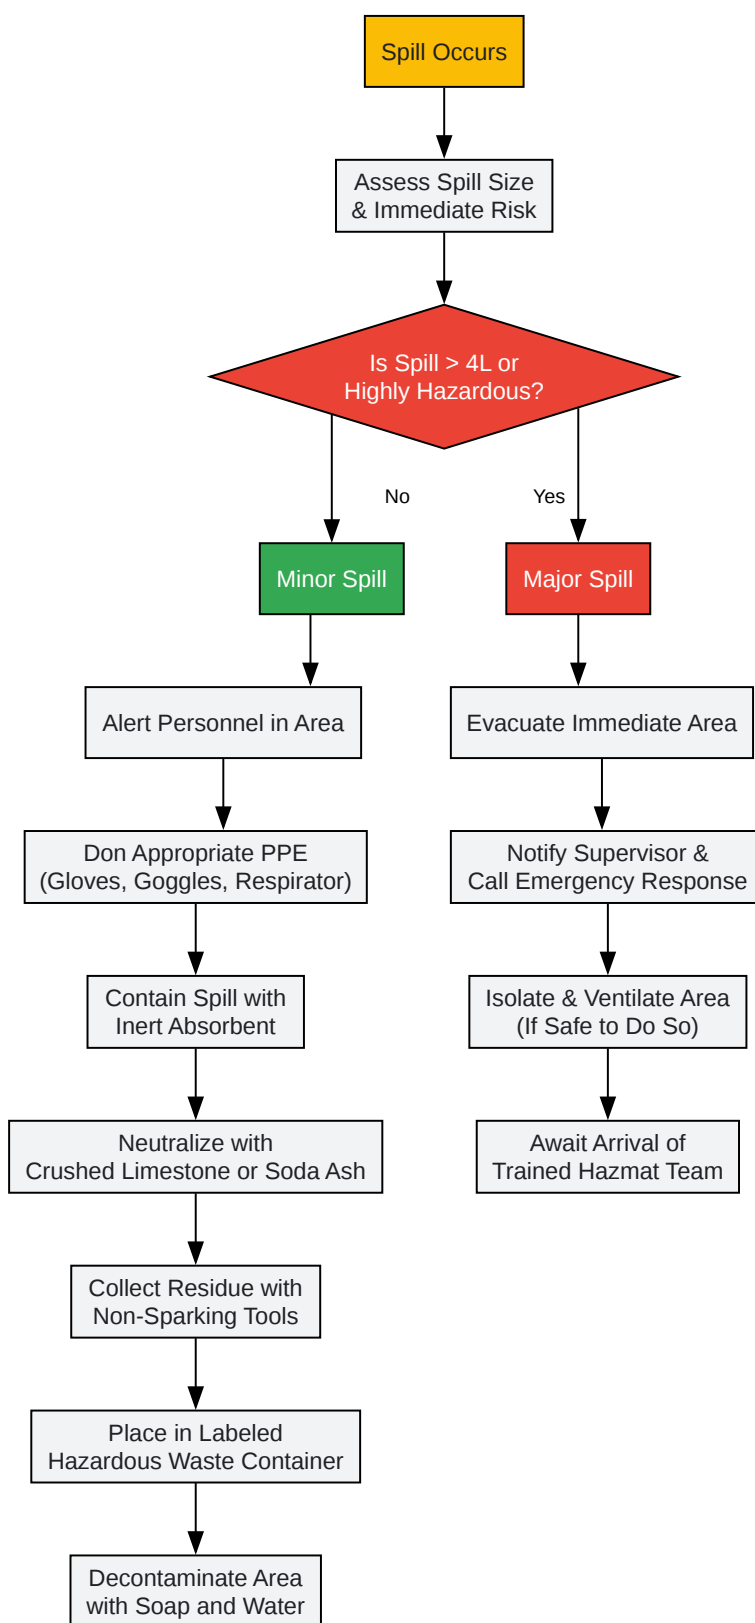 Spill Occurs
Assess Spill Size
& Immediate Risk
Is Spill > 4L or
Highly Hazardous?
No
Yes
Minor Spill
Major Spill
Alert Personnel in Area
Evacuate Immediate Area
Don Appropriate PPE
(Gloves, Goggles, Respirator)
Notify Supervisor &
Call Emergency Response
Contain Spill with
Inert Absorbent
Isolate & Ventilate Area
(If Safe to Do So)
Neutralize with
Crushed Limestone or Soda Ash
Await Arrival of
Trained Hazmat Team
Collect Residue with
Non-Sparking Tools
Place in Labeled
Hazardous Waste Container
Decontaminate Area
with Soap and Water